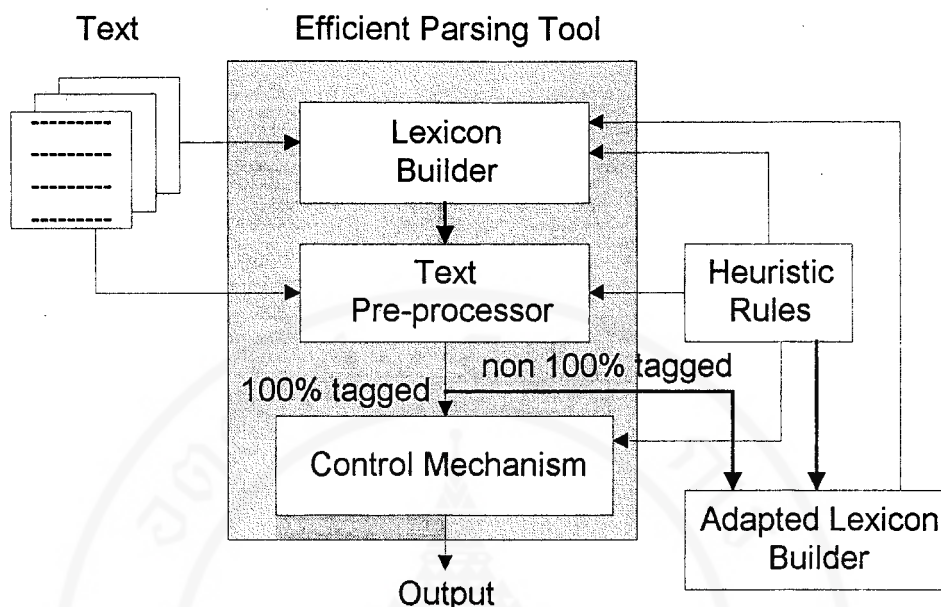 Text
Efficient Parsing Tool
Lexicon
Builder
Text
Pre-processor
Heuristic
Rules
non 100% tagged
100% tagged
Control Mechanism
Adapted Lexicon
Builder
Output